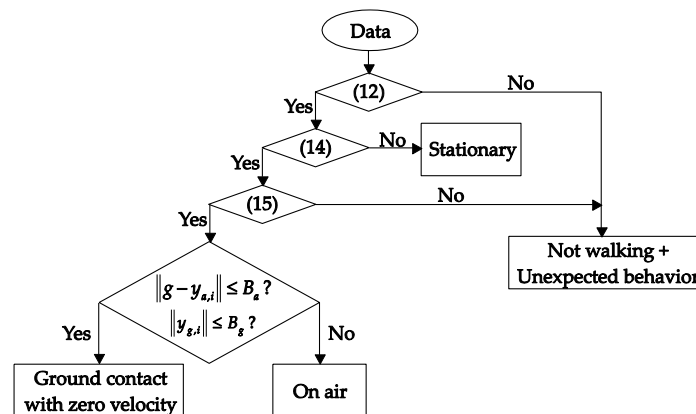 Data
(12)
No
Yes
(14)
No
Stationary
Yes
(15)
No
Yes
Not walking +
Unexpected behavior
‖g − y_{a,i}‖ ≤ B_a ?
‖y_{g,i}‖ ≤ B_g ?
Yes
No
Ground contact
with zero velocity
On air